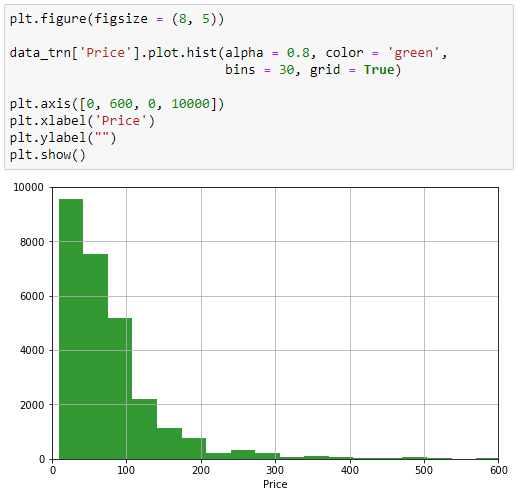 plt.figure(figsize = (8, 5))
data_trn['Price'].plot.hist(alpha = 0.8, color = 'green',
bins = 30, grid = True)
plt.axis([0, 600, 0, 10000])
plt.xlabel('Price')
plt.ylabel("")
plt.show()
10000
8000
6000
4000
2000
0
0 100 200 300 400 500 600
Price